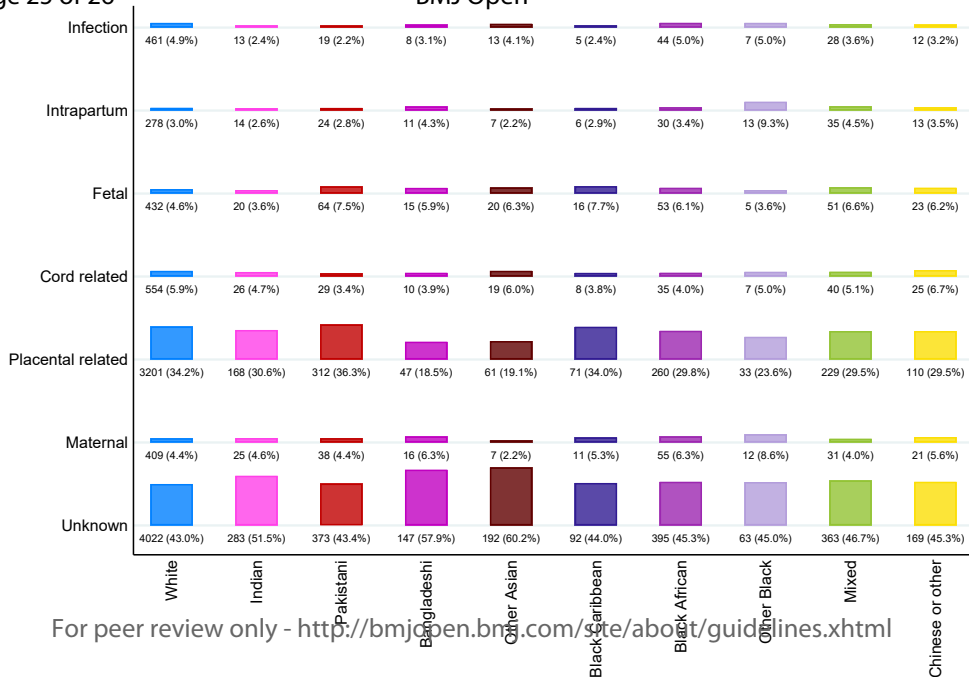 ge 25 of 26 BMJ Open
Infection
461 (4.9%) 13 (2.4%) 19 (2.2%) 8 (3.1%) 13 (4.1%) 5 (2.4%) 44 (5.0%) 7 (5.0%) 28 (3.6%) 12 (3.2%)
Intrapartum
278 (3.0%) 14 (2.6%) 24 (2.8%) 11 (4.3%) 7 (2.2%) 6 (2.9%) 30 (3.4%) 13 (9.3%) 35 (4.5%) 13 (3.5%)
Fetal
432 (4.6%) 20 (3.6%) 64 (7.5%) 15 (5.9%) 20 (6.3%) 16 (7.7%) 53 (6.1%) 5 (3.6%) 51 (6.6%) 23 (6.2%)
Cord related
554 (5.9%) 26 (4.7%) 29 (3.4%) 10 (3.9%) 19 (6.0%) 8 (3.8%) 35 (4.0%) 7 (5.0%) 40 (5.1%) 25 (6.7%)
Placental related
3201 (34.2%) 168 (30.6%) 312 (36.3%) 47 (18.5%) 61 (19.1%) 71 (34.0%) 260 (29.8%) 33 (23.6%) 229 (29.5%) 110 (29.5%)
Maternal
409 (4.4%) 25 (4.6%) 38 (4.4%) 16 (6.3%) 7 (2.2%) 11 (5.3%) 55 (6.3%) 12 (8.6%) 31 (4.0%) 21 (5.6%)
Unknown
4022 (43.0%) 283 (51.5%) 373 (43.4%) 147 (57.9%) 192 (60.2%) 92 (44.0%) 395 (45.3%) 63 (45.0%) 363 (46.7%) 169 (45.3%)
White
Indian
Pakistani
Bangladeshi
Other Asian
Black Caribbean
Black African
Other Black
Mixed
Chinese or other
For peer review only - http://bmjopen.bmj.com/site/about/guidelines.xhtml